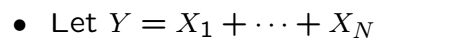 • Let Y = X₁ + ⋯ + X_N